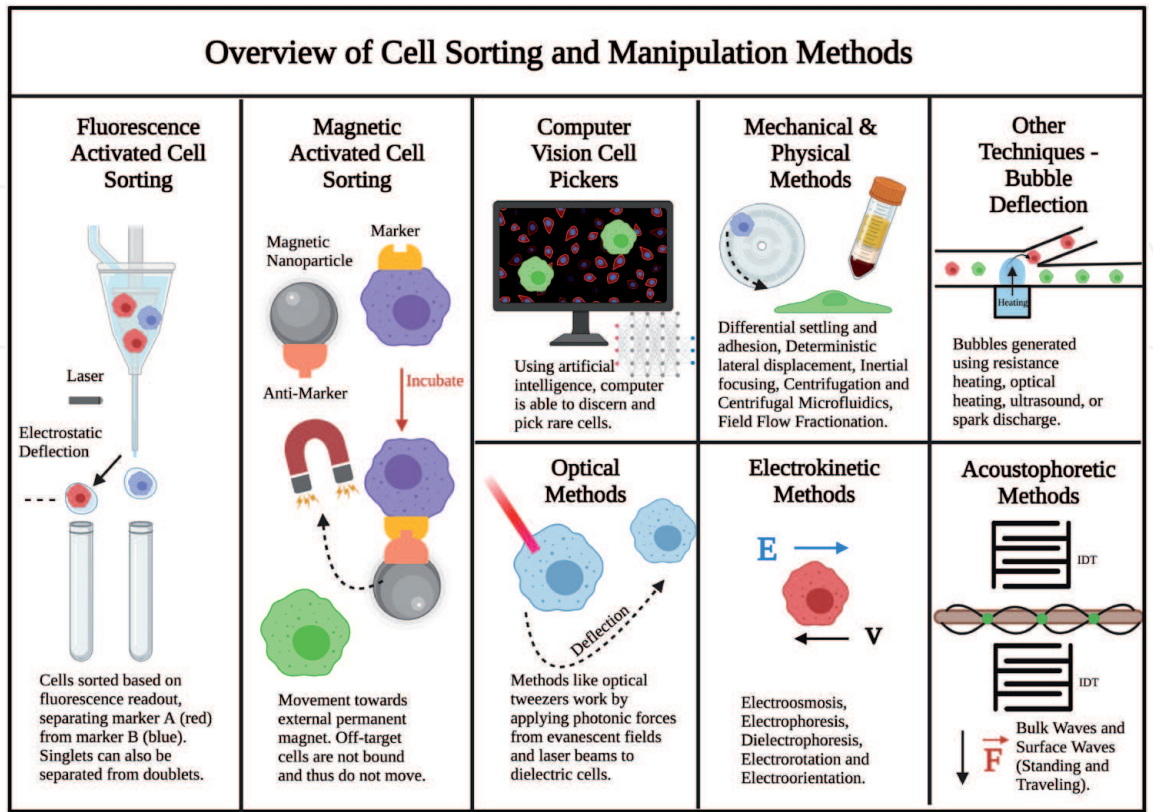 Overview of Cell Sorting and Manipulation Methods
Fluorescence
Activated Cell
Sorting
Laser
Electrostatic
Deflection
Cells sorted based on
fluorescence readout,
separating marker A (red)
from marker B (blue).
Singlets can also be
separated from doublets.
Magnetic
Activated Cell
Sorting
Magnetic
Nanoparticle
Marker
Anti-Marker
Incubate
Movement towards
external permanent
magnet. Off-target
cells are not bound
and thus do not move.
Computer
Vision Cell
Pickers
Using artificial
intelligence, computer
is able to discern and
pick rare cells.
Mechanical &
Physical
Methods
Differential settling and
adhesion, Deterministic
lateral displacement, Inertial
focusing, Centrifugation and
Centrifugal Microfluidics,
Field Flow Fractionation.
Other
Techniques -
Bubble
Deflection
Heating
Bubbles generated
using resistance
heating, optical
heating, ultrasound, or
spark discharge.
Optical
Methods
Deflection
Methods like optical
tweezers work by
applying photonic forces
from evanescent fields
and laser beams to
dielectric cells.
Electrokinetic
Methods
E
v
Electroosmosis,
Electrophoresis,
Dielectrophoresis,
Electrorotation and
Electroorientation.
Acoustophoretic
Methods
IDT
IDT
F
Bulk Waves and
Surface Waves
(Standing and
Traveling).